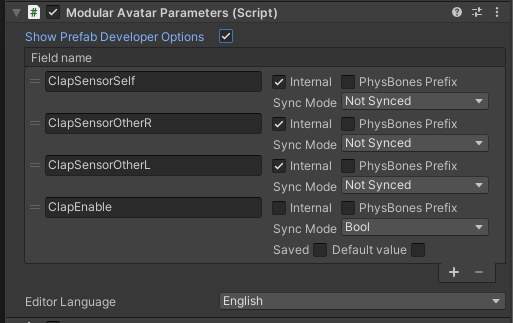 Modular Avatar Parameters (Script)
Show Prefab Developer Options
Field name
ClapSensorSelf
Internal PhysBones Prefix
Sync Mode Not Synced
ClapSensorOtherR
Internal PhysBones Prefix
Sync Mode Not Synced
ClapSensorOtherL
Internal PhysBones Prefix
Sync Mode Not Synced
ClapEnable
Internal PhysBones Prefix
Sync Mode Bool
Saved Default value
+ −
Editor Language English